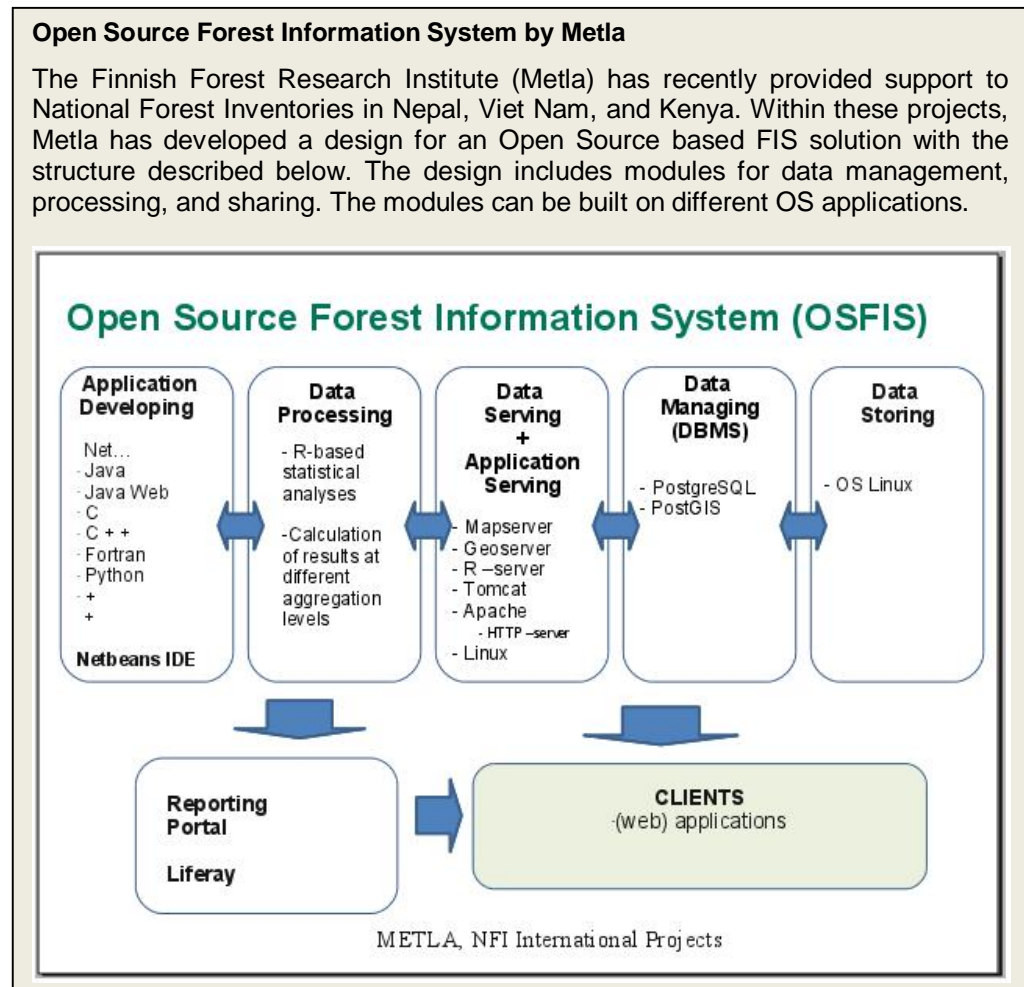 Open Source Forest Information System by Metla
The Finnish Forest Research Institute (Metla) has recently provided support to
National Forest Inventories in Nepal, Viet Nam, and Kenya. Within these projects,
Metla has developed a design for an Open Source based FIS solution with the
structure described below. The design includes modules for data management,
processing, and sharing. The modules can be built on different OS applications.
Open Source Forest Information System (OSFIS)
Application
Developing
Net...
- Java
- Java Web
- C
- C + +
- Fortran
- Python
- +
+
Netbeans IDE
Data
Processing
- R-based
statistical
analyses
-Calculation
of results at
different
aggregation
levels
Data
Serving
+
Application
Serving
- Mapserver
- Geoserver
- R –server
- Tomcat
- Apache
- HTTP –server
- Linux
Data
Managing
(DBMS)
- PostgreSQL
- PostGIS
Data
Storing
- OS Linux
Reporting
Portal
Liferay
CLIENTS
-(web) applications
METLA, NFI International Projects